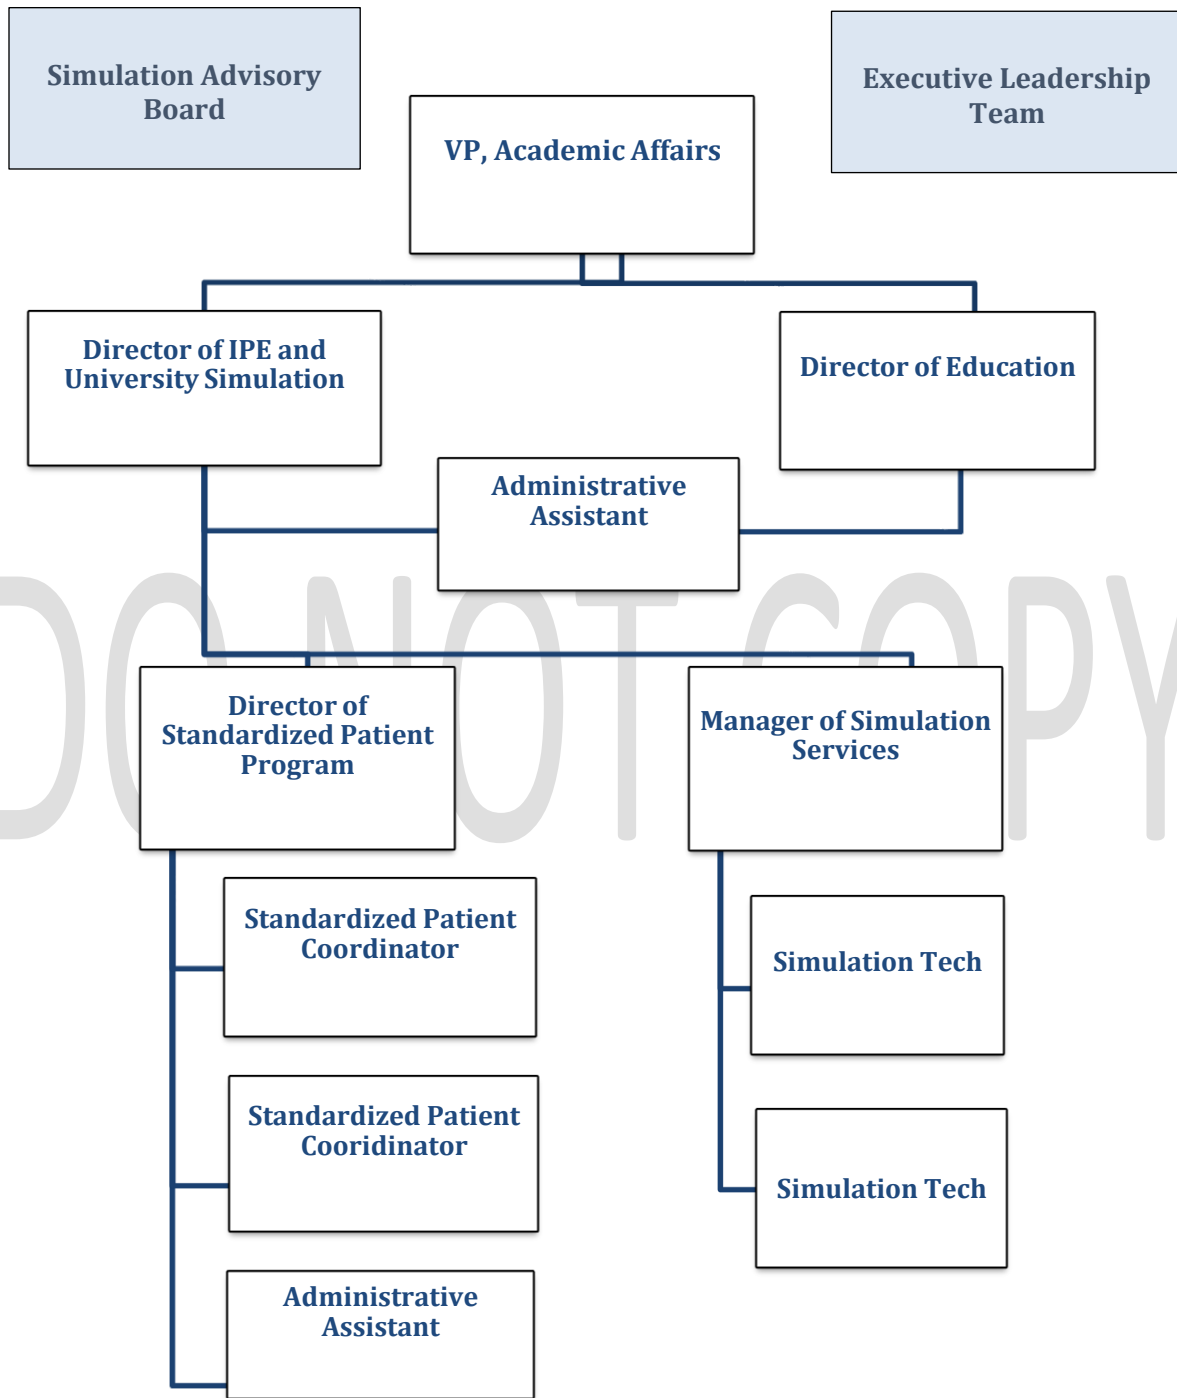 Simulation Advisory
Board
Executive Leadership
Team
VP, Academic Affairs
Director of IPE and
University Simulation
Director of Education
Administrative
Assistant
DO NOT COPY
Director of
Standardized Patient
Program
Manager of Simulation
Services
Standardized Patient
Coordinator
Simulation Tech
Standardized Patient
Cooridinator
Simulation Tech
Administrative
Assistant